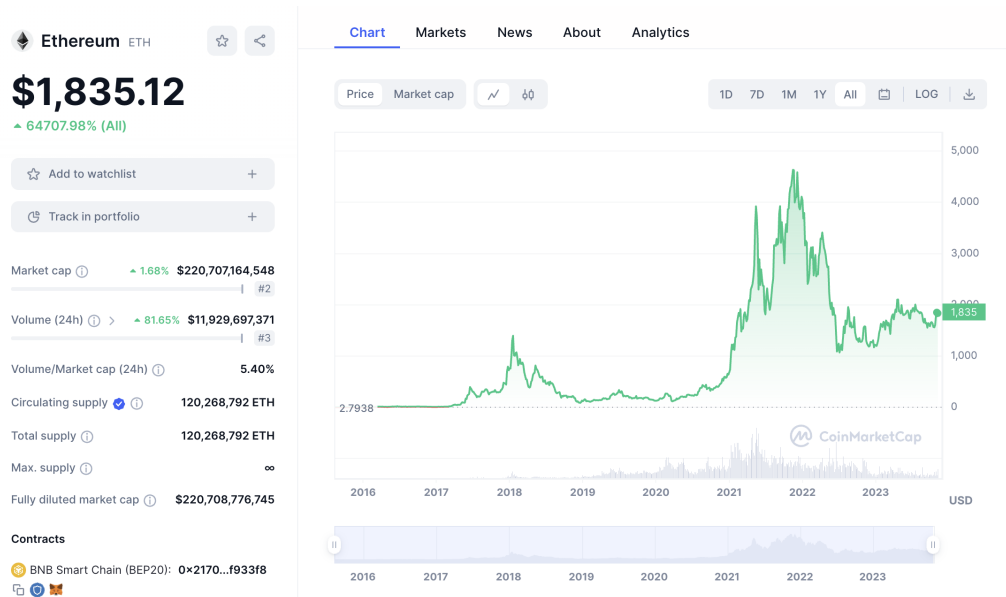 Ethereum ETH
$1,835.12
64707.98% (All)
Add to watchlist +
Track in portfolio +
Market cap 1.68% $220,707,164,548
#2
Volume (24h) 81.65% $11,929,697,371
#3
Volume/Market cap (24h) 5.40%
Circulating supply 120,268,792 ETH
Total supply 120,268,792 ETH
Max. supply ∞
Fully diluted market cap $220,708,776,745
Contracts
BNB Smart Chain (BEP20): 0x2170...f933f8
Chart Markets News About Analytics
Price Market cap
1D 7D 1M 1Y All LOG
5,000
4,000
3,000
2,000
1,835
1,000
0
2.7938
CoinMarketCap
2016 2017 2018 2019 2020 2021 2022 2023
USD
2016 2017 2018 2019 2020 2021 2022 2023